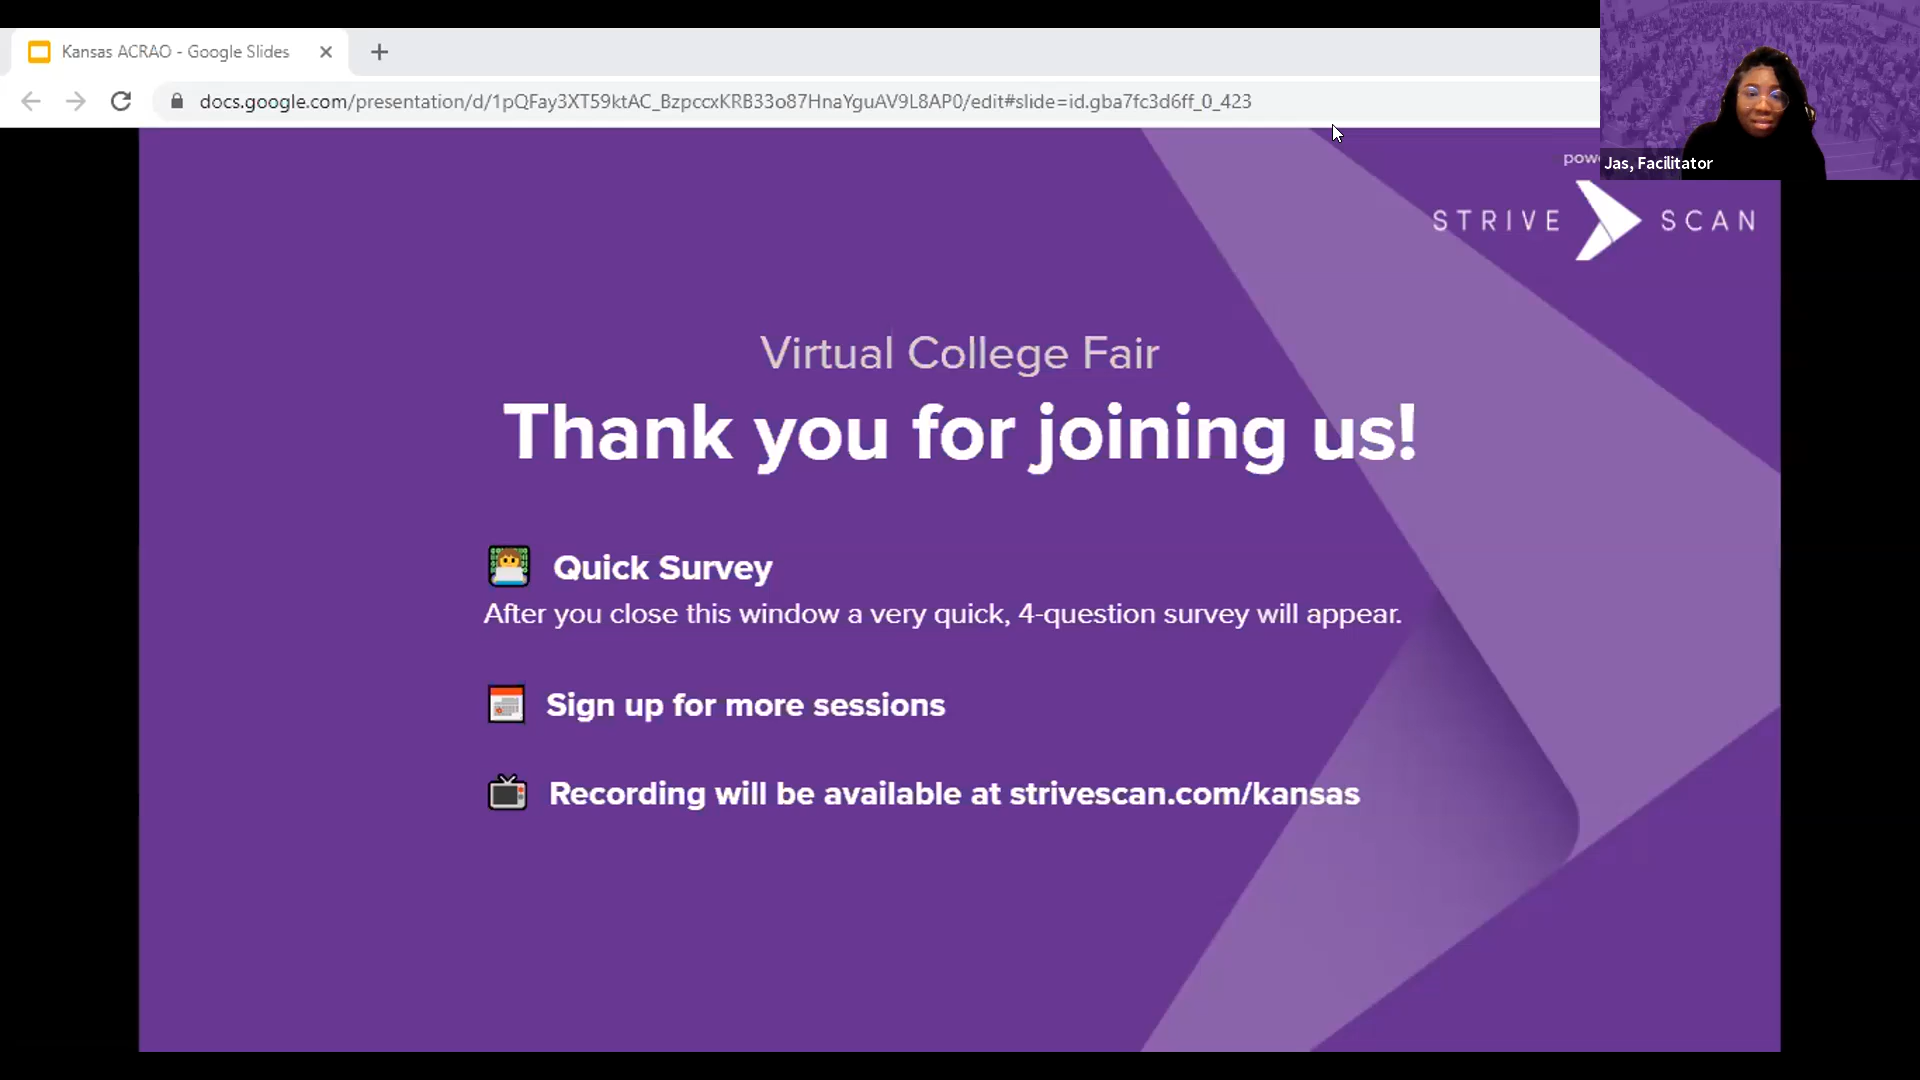 Kansas ACRAO - Google Slides
docs.google.com/presentation/d/1pQFay3XT59ktAC_BzpccxKRB33o87HnaYguAV9L8AP0/edit#slide=id.gba7fc3d6ff_0_423
Jas, Facilitator
STRIVE SCAN
Virtual College Fair
Thank you for joining us!
Quick Survey
After you close this window a very quick, 4-question survey will appear.
Sign up for more sessions
Recording will be available at strivescan.com/kansas